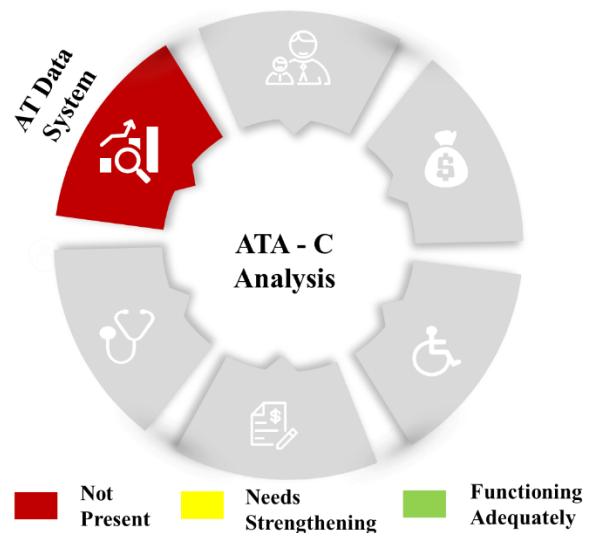 AT Data
System
ATA - C
Analysis
Not
Present
Needs
Strengthening
Functioning
Adequately